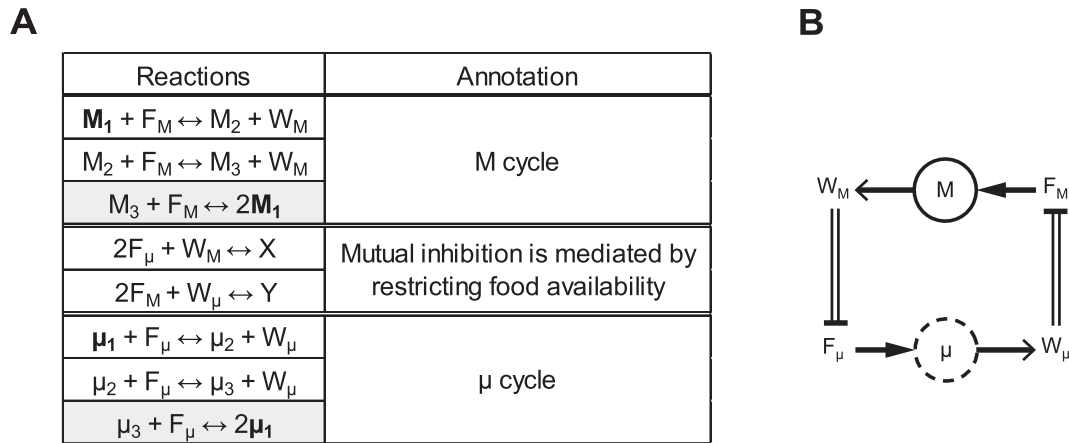 A
B
Reactions Annotation
M₁ + F_M ↔ M₂ + W_M
M₂ + F_M ↔ M₃ + W_M
M cycle
M₃ + F_M ↔ 2M₁
2F_μ + W_M ↔ X
Mutual inhibition is mediated by
restricting food availability
2F_M + W_μ ↔ Y
μ₁ + F_μ ↔ μ₂ + W_μ
μ₂ + F_μ ↔ μ₃ + W_μ
μ cycle
μ₃ + F_μ ↔ 2μ₁
W_M M F_M
F_μ μ W_μ